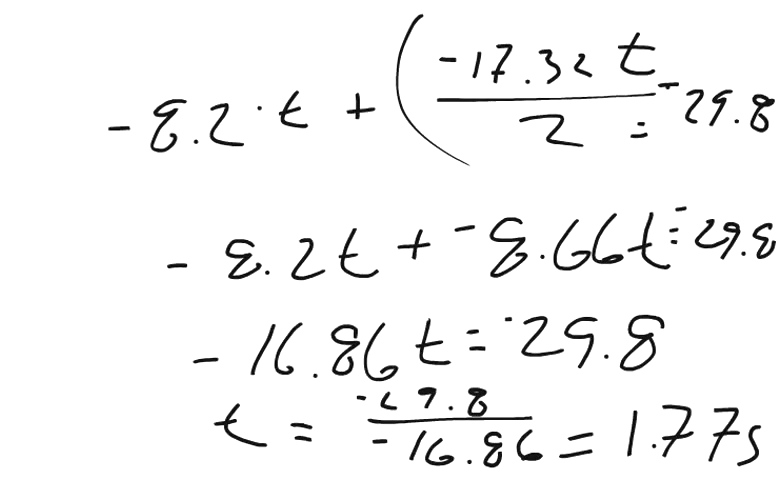 -8.2·t + (-17.32 t / 2 = -29.8
-8.2t + -8.66t = -29.8
-16.86t = -29.8
t = -29.8 / -16.86 = 1.77s